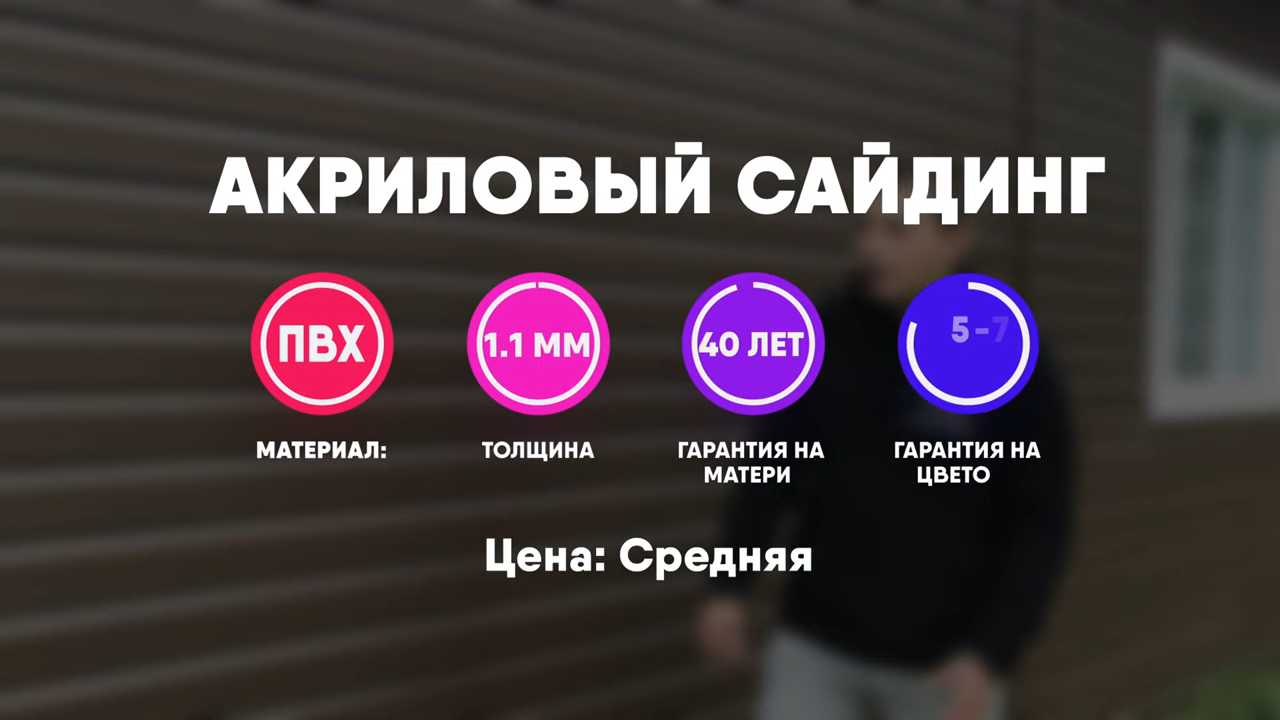 АКРИЛОВЫЙ САЙДИНГ
ПВХ
1.1 ММ
40 ЛЕТ
5-7
МАТЕРИАЛ:
ТОЛЩИНА
ГАРАНТИЯ НА
МАТЕРИ
ГАРАНТИЯ НА
ЦВЕТО
Цена: Средняя